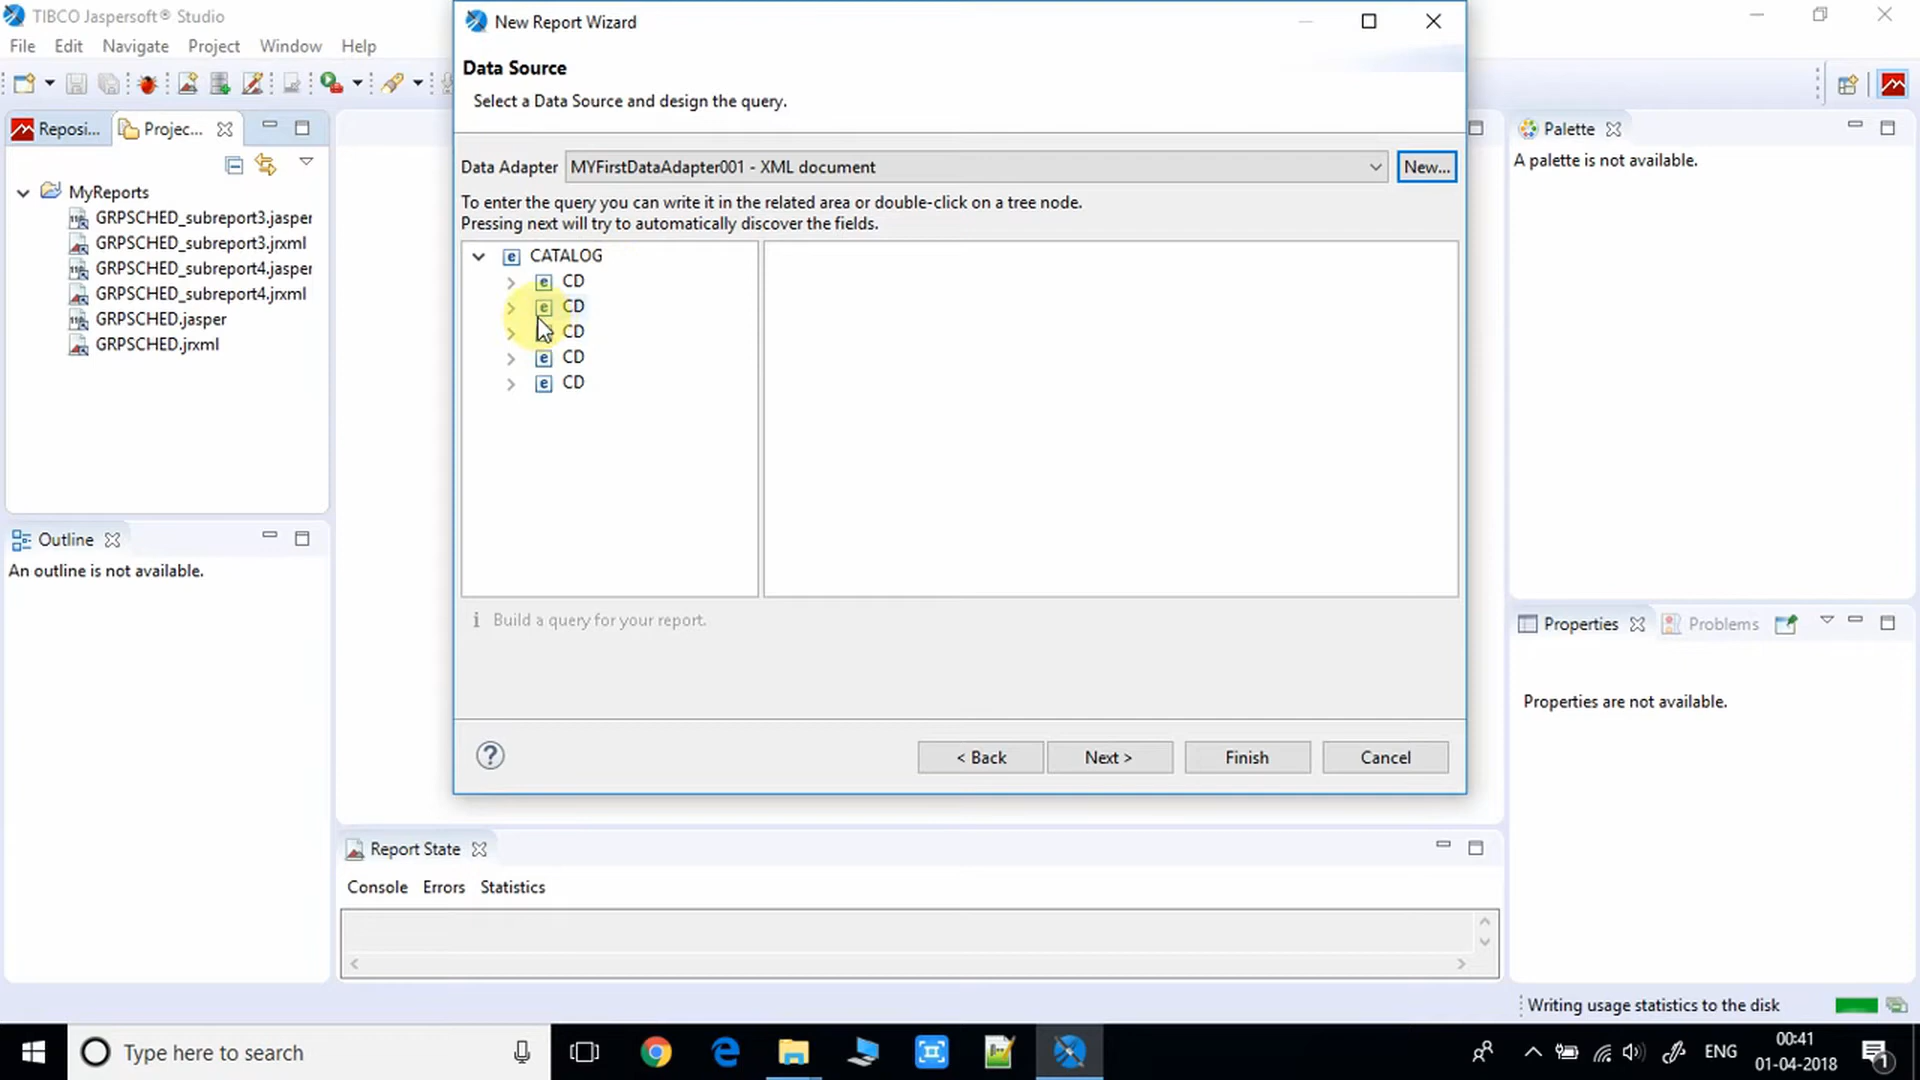 TIBCO Jaspersoft® Studio
File Edit Navigate Project Window Help
Reposi... Projec...
MyReports
GRPSCHED_subreport3.jasper
GRPSCHED_subreport3.jrxml
GRPSCHED_subreport4.jasper
GRPSCHED_subreport4.jrxml
GRPSCHED.jasper
GRPSCHED.jrxml
Outline
An outline is not available.
New Report Wizard
Data Source
Select a Data Source and design the query.
Data Adapter MYFirstDataAdapter001 - XML document New...
To enter the query you can write it in the related area or double-click on a tree node.
Pressing next will try to automatically discover the fields.
e CATALOG
e CD
e CD
CD
e CD
e CD
i Build a query for your report.
? < Back Next > Finish Cancel
Palette
A palette is not available.
Properties Problems
Properties are not available.
Report State
Console Errors Statistics
Writing usage statistics to the disk
Type here to search
ENG
00:41
01-04-2018
1